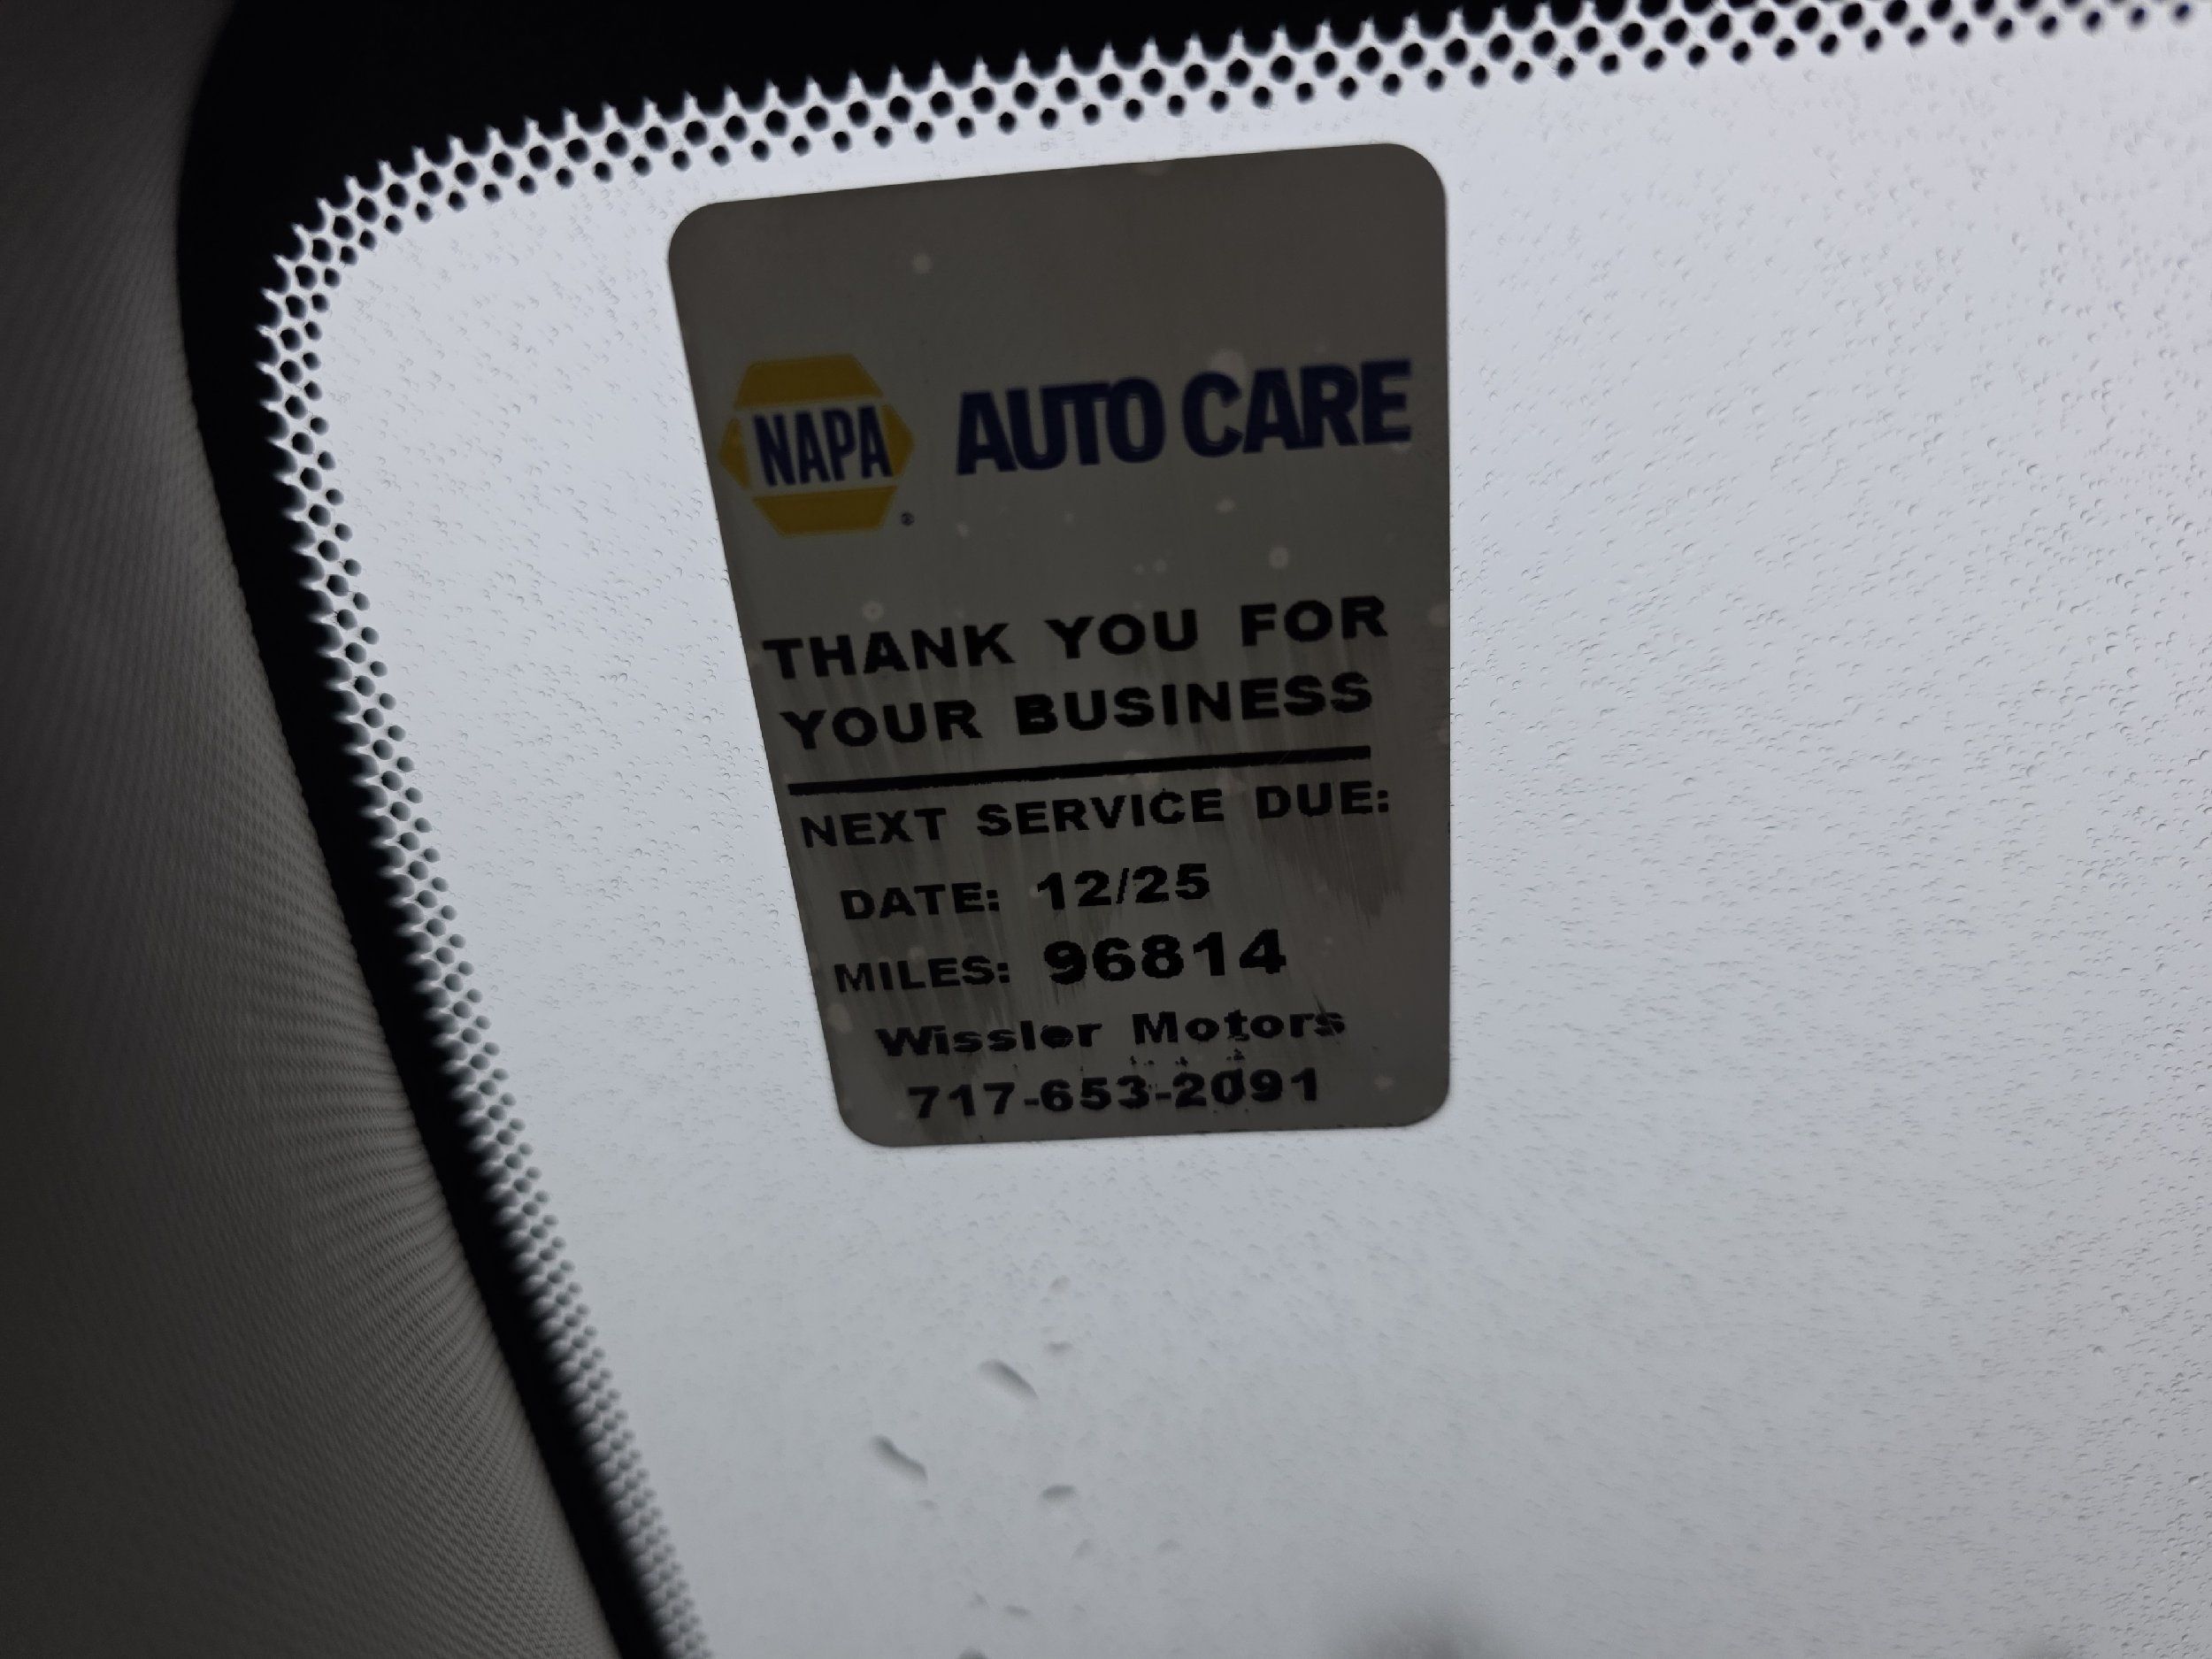 NAPA AUTO CARE
THANK YOU FOR
YOUR BUSINESS
NEXT SERVICE DUE:
DATE: 12/25
MILES: 96814
Wissler Motors
717-653-2091